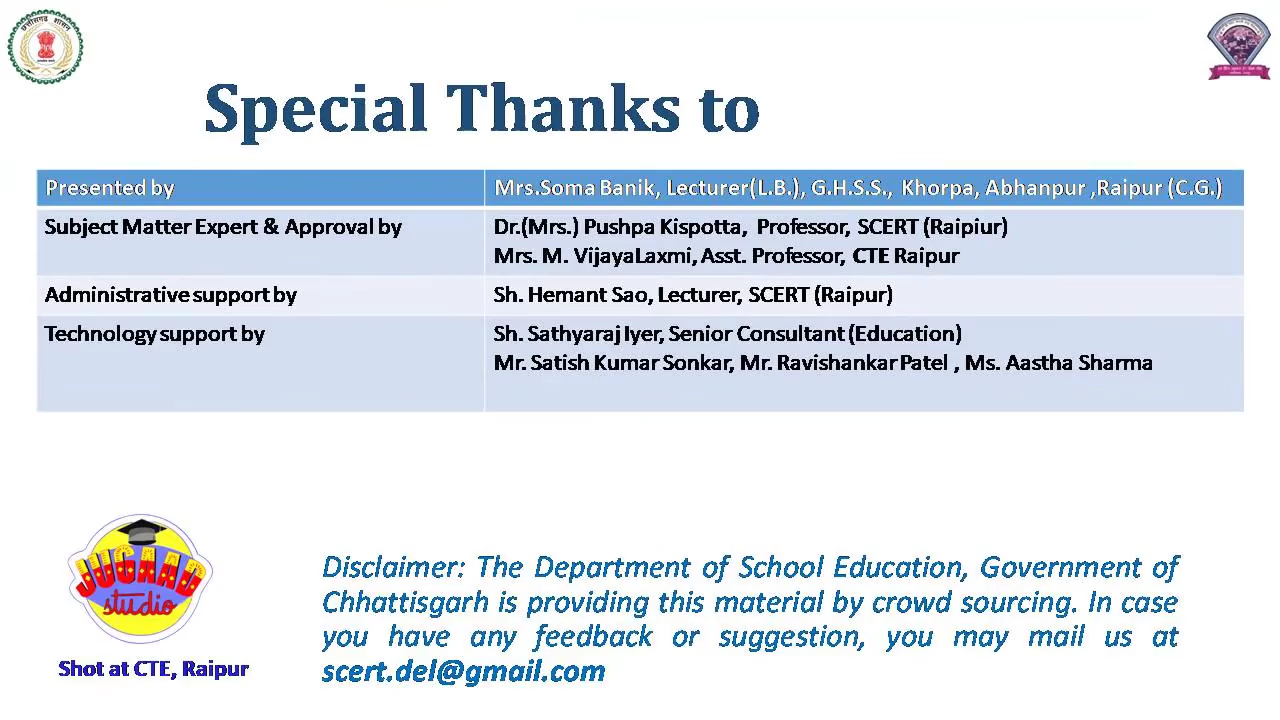 छत्तीसगढ़ शासन
Special Thanks to
Presented by
Mrs.Soma Banik, Lecturer(L.B.), G.H.S.S., Khorpa, Abhanpur ,Raipur (C.G.)
Subject Matter Expert & Approval by
Dr.(Mrs.) Pushpa Kispotta, Professor, SCERT (Raipiur)
Mrs. M. VijayaLaxmi, Asst. Professor, CTE Raipur
Administrative support by
Sh. Hemant Sao, Lecturer, SCERT (Raipur)
Technology support by
Sh. Sathyaraj Iyer, Senior Consultant (Education)
Mr. Satish Kumar Sonkar, Mr. Ravishankar Patel , Ms. Aastha Sharma
JUGAAD
studio
Shot at CTE, Raipur
Disclaimer: The Department of School Education, Government of
Chhattisgarh is providing this material by crowd sourcing. In case
you have any feedback or suggestion, you may mail us at
scert.del@gmail.com